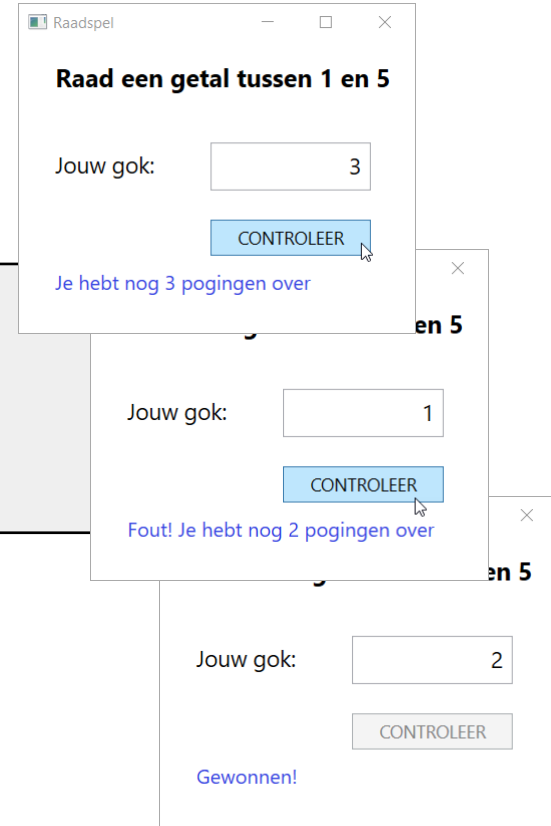 Raadspel
Raad een getal tussen 1 en 5
Jouw gok:
3
CONTROLEER
Je hebt nog 3 pogingen over
en 5
Jouw gok:
1
CONTROLEER
Fout! Je hebt nog 2 pogingen over
en 5
Jouw gok:
2
CONTROLEER
Gewonnen!